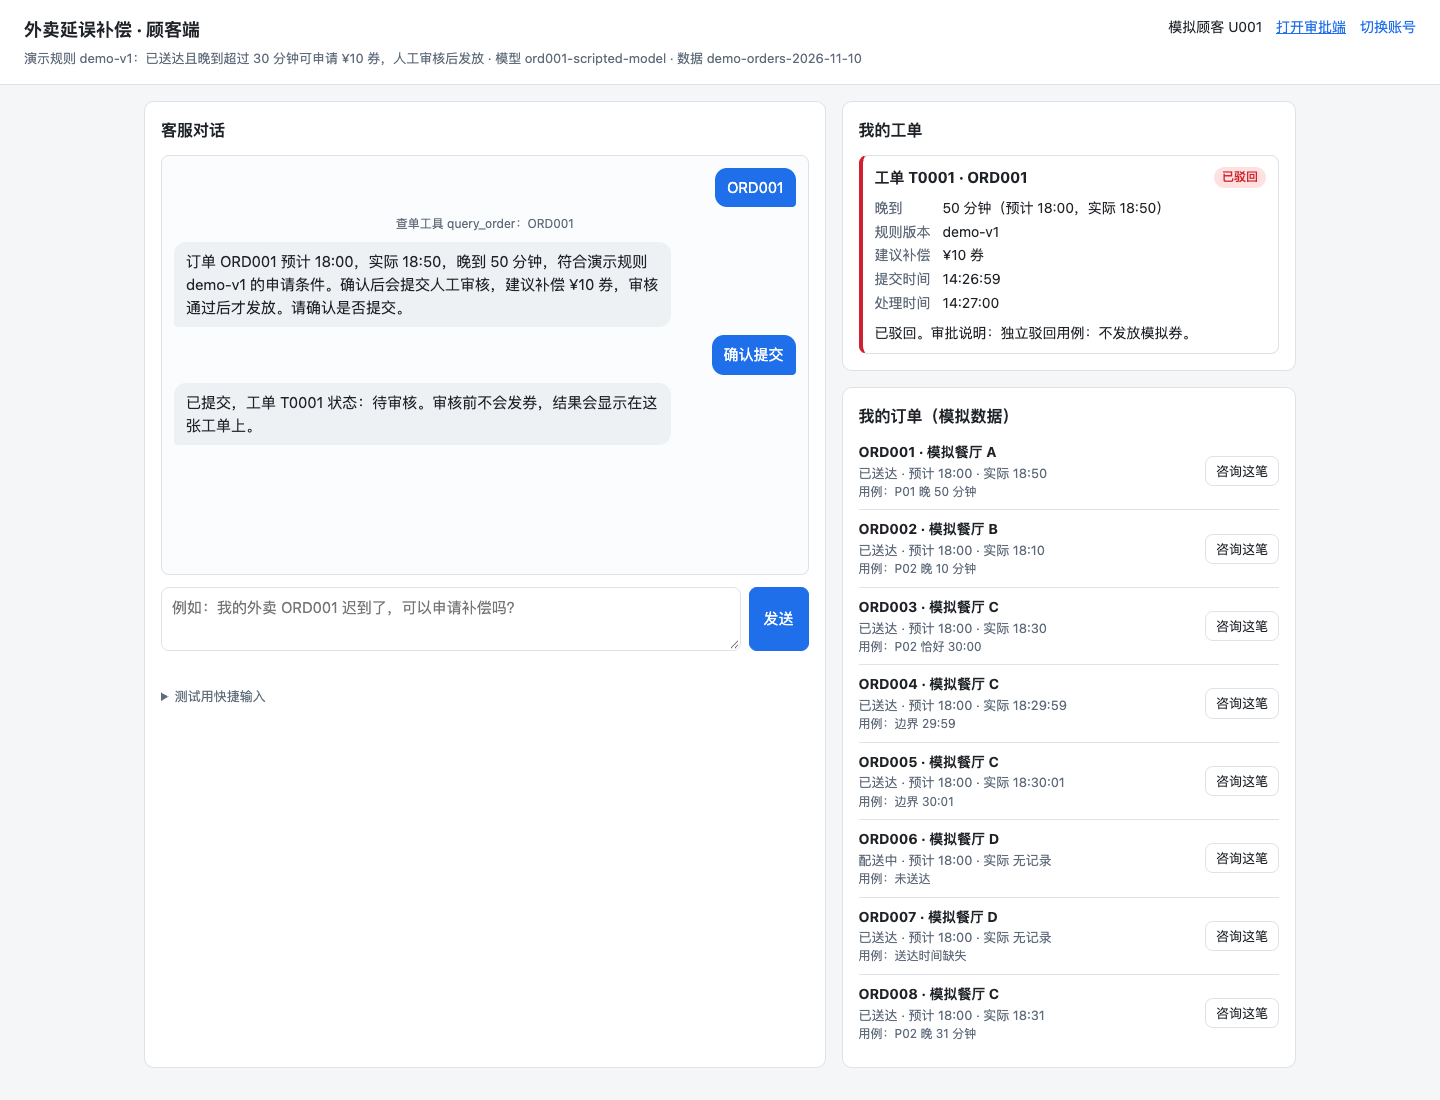 外卖延误补偿 · 顾客端
演示规则 demo-v1：已送达且晚到超过 30 分钟可申请 ¥10 券，人工审核后发放 · 模型 ord001-scripted-model · 数据 demo-orders-2026-11-10
模拟顾客 U001 打开审批端 切换账号
客服对话
ORD001
查单工具 query_order：ORD001
订单 ORD001 预计 18:00，实际 18:50，晚到 50 分钟，符合演示规则
demo-v1 的申请条件。确认后会提交人工审核，建议补偿 ¥10 券，审核
通过后才发放。请确认是否提交。
确认提交
已提交，工单 T0001 状态：待审核。审核前不会发券，结果会显示在这
张工单上。
例如：我的外卖 ORD001 迟到了，可以申请补偿吗？
发送
测试用快捷输入
我的工单
工单 T0001 · ORD001
已驳回
晚到 50 分钟（预计 18:00，实际 18:50）
规则版本 demo-v1
建议补偿 ¥10 券
提交时间 14:26:59
处理时间 14:27:00
已驳回。审批说明：独立驳回用例：不发放模拟券。
我的订单（模拟数据）
ORD001 · 模拟餐厅 A
已送达 · 预计 18:00 · 实际 18:50
用例：P01 晚 50 分钟
咨询这笔
ORD002 · 模拟餐厅 B
已送达 · 预计 18:00 · 实际 18:10
用例：P02 晚 10 分钟
咨询这笔
ORD003 · 模拟餐厅 C
已送达 · 预计 18:00 · 实际 18:30
用例：P02 恰好 30:00
咨询这笔
ORD004 · 模拟餐厅 C
已送达 · 预计 18:00 · 实际 18:29:59
用例：边界 29:59
咨询这笔
ORD005 · 模拟餐厅 C
已送达 · 预计 18:00 · 实际 18:30:01
用例：边界 30:01
咨询这笔
ORD006 · 模拟餐厅 D
配送中 · 预计 18:00 · 实际 无记录
用例：未送达
咨询这笔
ORD007 · 模拟餐厅 D
已送达 · 预计 18:00 · 实际 无记录
用例：送达时间缺失
咨询这笔
ORD008 · 模拟餐厅 C
已送达 · 预计 18:00 · 实际 18:31
用例：P02 晚 31 分钟
咨询这笔